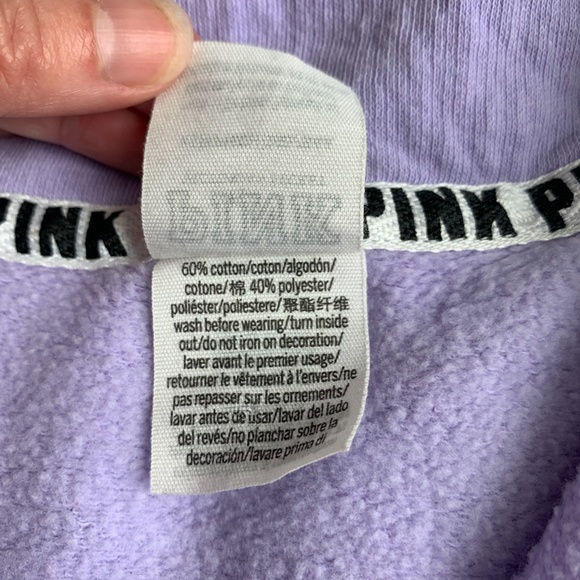 PINK PINK P
60% cotton/coton/algodón/
cotone/棉 40% polyester/
poliéster/poliestere/聚酯纤维
wash before wearing/turn inside
out/do not iron on decoration/
laver avant le premier usage/
retourner le vêtement à l'envers/ne
pas repasser sur les ornements/
lavar antes de usar/lavar del lado
del revés/no planchar sobre la
decoración/lavare prima di